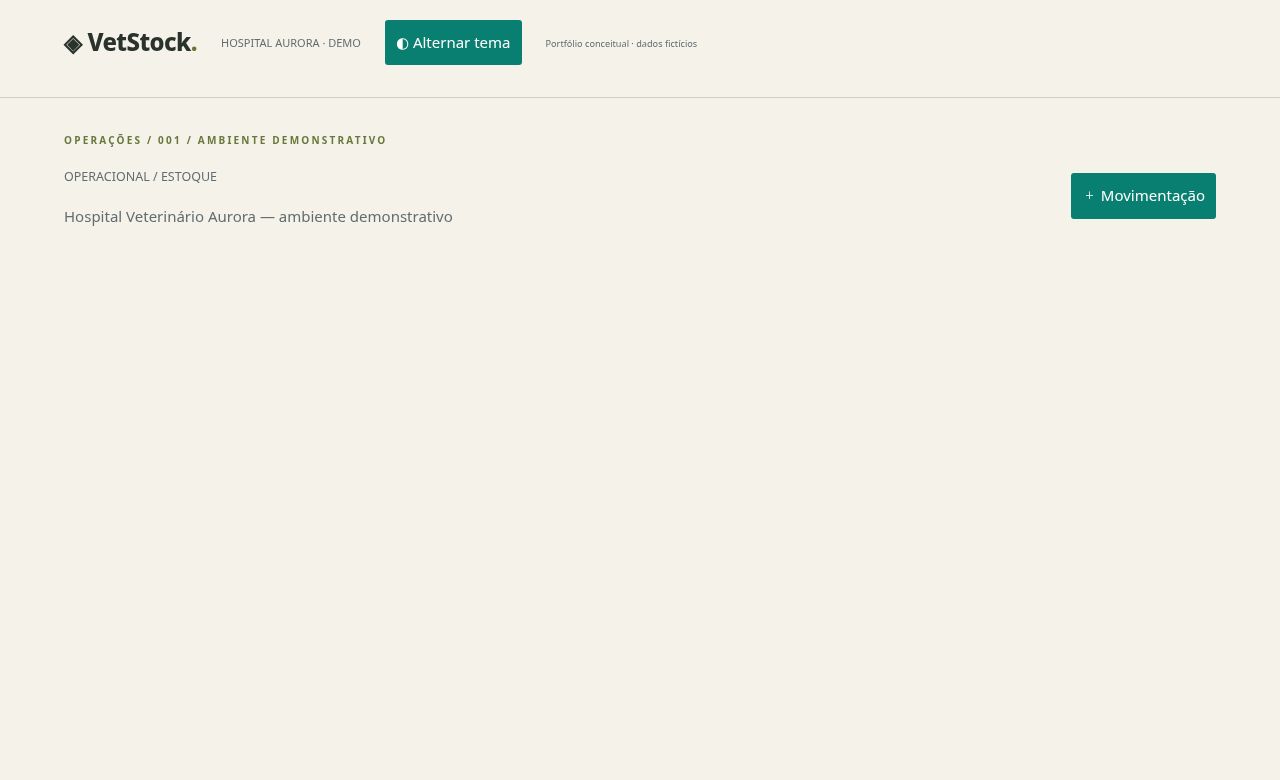 ◈ VetStock.
HOSPITAL AURORA · DEMO
◐ Alternar tema
Portfólio conceitual · dados fictícios
OPERAÇÕES / 001 / AMBIENTE DEMONSTRATIVO
OPERACIONAL / ESTOQUE
Hospital Veterinário Aurora — ambiente demonstrativo
+ Movimentação